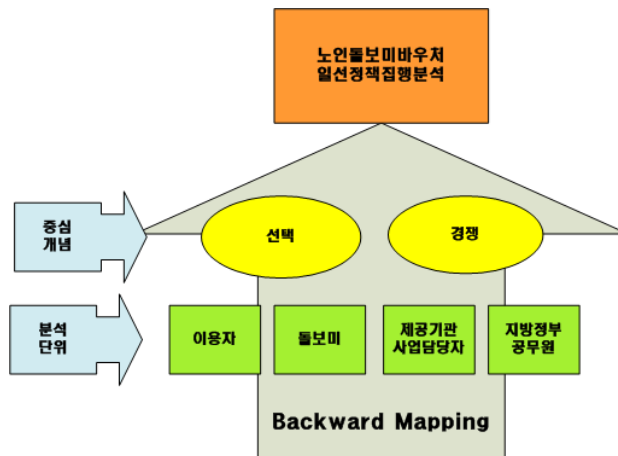 노인돌보미바우처
일선정잭집행분석
중심
개념
선택
경쟁
분석
단위
이용자
돌보미
제공기관
사업담당자
지방정부
공무원
Backward Mapping